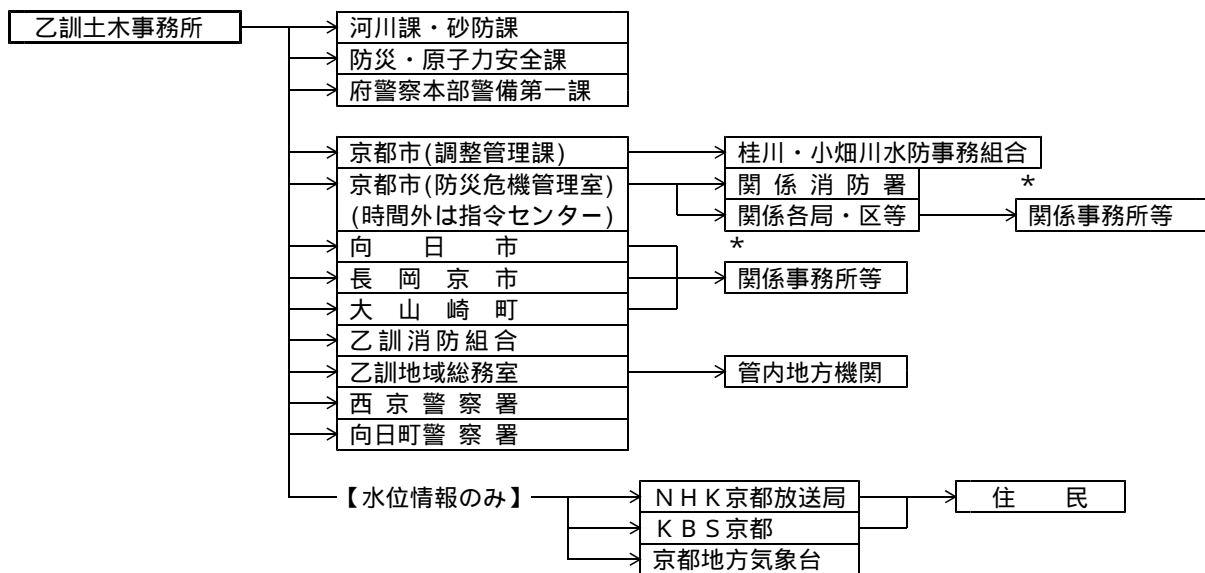 乙訓土木事務所
河川課・砂防課
防災・原子力安全課
府警察本部警備第一課
京都市(調整管理課)
桂川・小畑川水防事務組合
京都市(防災危機管理室)
関係消防署
*
(時間外は指令センター)
関係各局・区等
関係事務所等
向日市
*
長岡京市
関係事務所等
大山崎町
乙訓消防組合
乙訓地域総務室
管内地方機関
西京警察署
向日町警察署
【水位情報のみ】
NHK京都放送局
住民
KBS京都
京都地方気象台